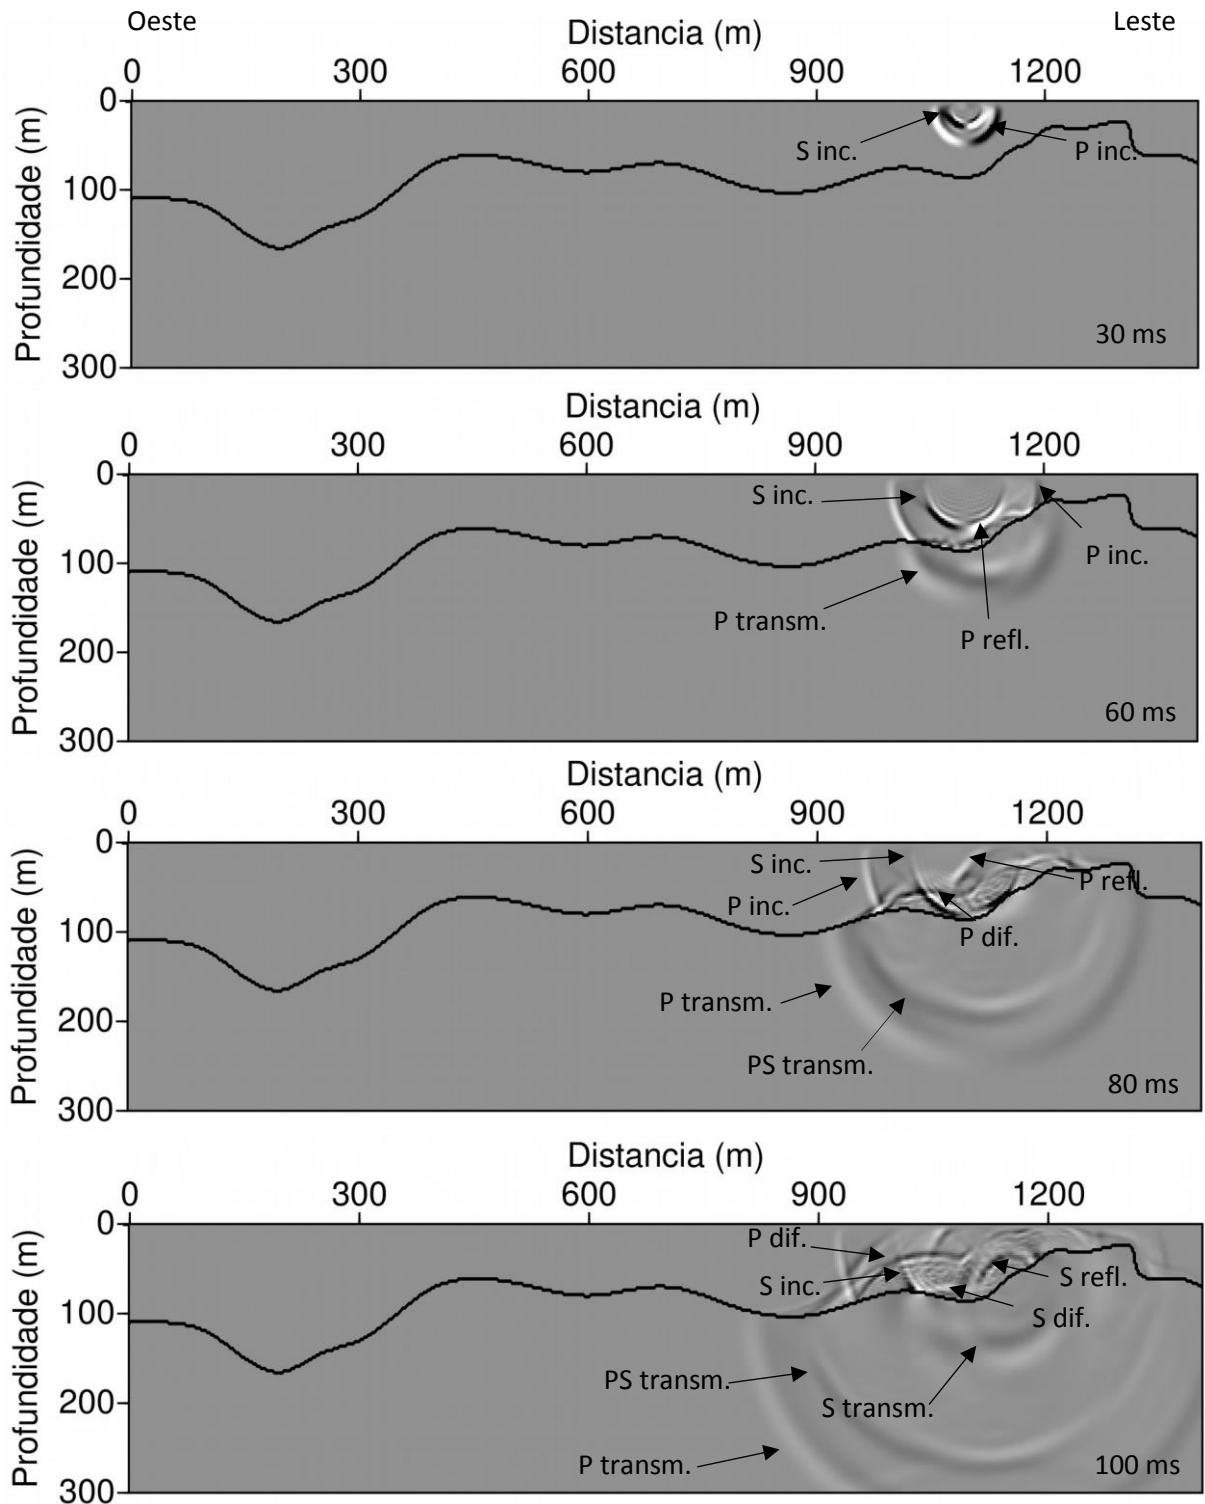 Oeste Leste
Distancia (m)
0 300 600 900 1200
Profundidade (m)
0
100
200
300
S inc.
P inc.
30 ms
Distancia (m)
0 300 600 900 1200
Profundidade (m)
0
100
200
300
S inc.
P inc.
P transm.
P refl.
60 ms
Distancia (m)
0 300 600 900 1200
Profundidade (m)
0
100
200
300
S inc.
P refl.
P inc.
P dif.
P transm.
PS transm.
80 ms
Distancia (m)
0 300 600 900 1200
Profundidade (m)
0
100
200
300
P dif.
S inc.
S refl.
S dif.
PS transm.
S transm.
P transm.
100 ms